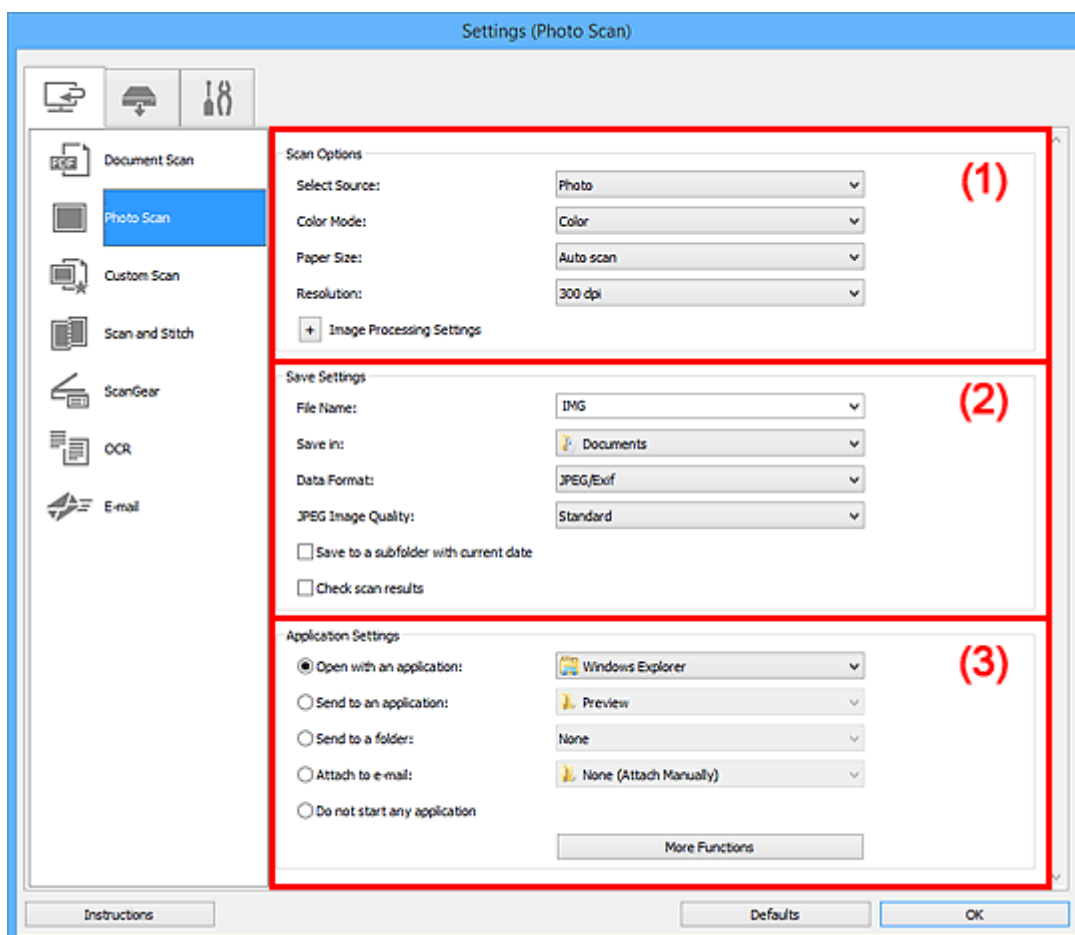 Settings (Photo Scan)
PDF
Document Scan
Photo Scan
Custom Scan
Scan and Stitch
ScanGear
OCR
E-mail
Scan Options
(1)
Select Source: Photo
Color Mode: Color
Paper Size: Auto scan
Resolution: 300 dpi
+ Image Processing Settings
Save Settings
(2)
File Name: IMG
Save in: Documents
Data Format: JPEG/Exif
JPEG Image Quality: Standard
Save to a subfolder with current date
Check scan results
Application Settings
(3)
Open with an application: Windows Explorer
Send to an application: Preview
Send to a folder: None
Attach to e-mail: None (Attach Manually)
Do not start any application
More Functions
Instructions Defaults OK